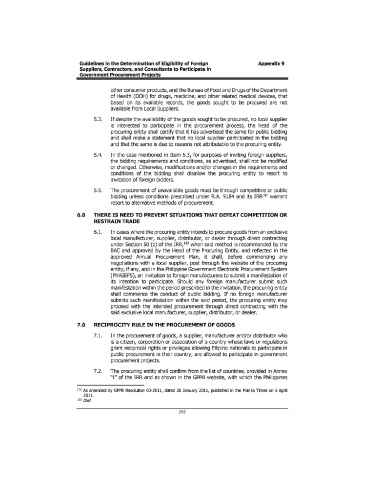 Guidelines in the Determination of Eligibility of Foreign Appendix 9
Suppliers, Contractors, and Consultants to Participate in
Government Procurement Projects
other consumer products, and the Bureau of Food and Drugs of the Department
of Health (DOH) for drugs, medicine, and other related medical devices, that
based on its available records, the goods sought to be procured are not
available from Local Suppliers.
5.3. If despite the availability of the goods sought to be procured, no local supplier
is interested to participate in the procurement process, the head of the
procuring entity shall certify that it has advertised the same for public bidding
and shall make a statement that no local supplier participated in the bidding
and that the same is due to reasons not attributable to the procuring entity.
5.4. In the case mentioned in Item 5.3, for purposes of inviting foreign suppliers,
the bidding requirements and conditions, as advertised, shall not be modified
or changed. Otherwise, modifications and/or changes in the requirements and
conditions of the bidding shall disallow the procuring entity to resort to
invitation of foreign bidders.
5.5. The procurement of unavailable goods must be through competitive or public
bidding unless conditions prescribed under R.A. 9184 and its IRR warrant
resort to alternative methods of procurement.
6.0 THERE IS NEED TO PREVENT SITUATIONS THAT DEFEAT COMPETITION OR
RESTRAIN TRADE
6.1. In cases where the procuring entity intends to procure goods from an exclusive
local manufacturer, supplier, distributor, or dealer through direct contracting
under Section 50 (c) of the IRR, when said method is recommended by the
BAC and approved by the Head of the Procuring Entity, and reflected in the
approved Annual Procurement Plan, it shall, before commencing any
negotiations with a local supplier, post through the website of the procuring
entity, if any, and in the Philippine Government Electronic Procurement System
(PhilGEPS), an invitation to foreign manufacturers to submit a manifestation of
its intention to participate. Should any foreign manufacturer submit such
manifestation within the period prescribed in the invitation, the procuring entity
shall commence the conduct of public bidding. If no foreign manufacturer
submits such manifestation within the said period, the procuring entity may
proceed with the intended procurement through direct contracting with the
said exclusive local manufacturer, supplier, distributor, or dealer.
7.0 RECIPROCITY RULE IN THE PROCUREMENT OF GOODS
7.1. In the procurement of goods, a supplier, manufacturer and/or distributor who
is a citizen, corporation or association of a country whose laws or regulations
grant reciprocal rights or privileges allowing Filipino nationals to participate in
public procurement in their country, are allowed to participate in government
procurement projects.
7.2. The procuring entity shall confirm from the list of countries, provided in Annex
"I" of the IRR and as shown in the GPPB website, with which the Philippines
As amended by GPPB Resolution 03-2011, dated 28 January 2011, published in the Manila Times on 6 April
2011.
Ibid